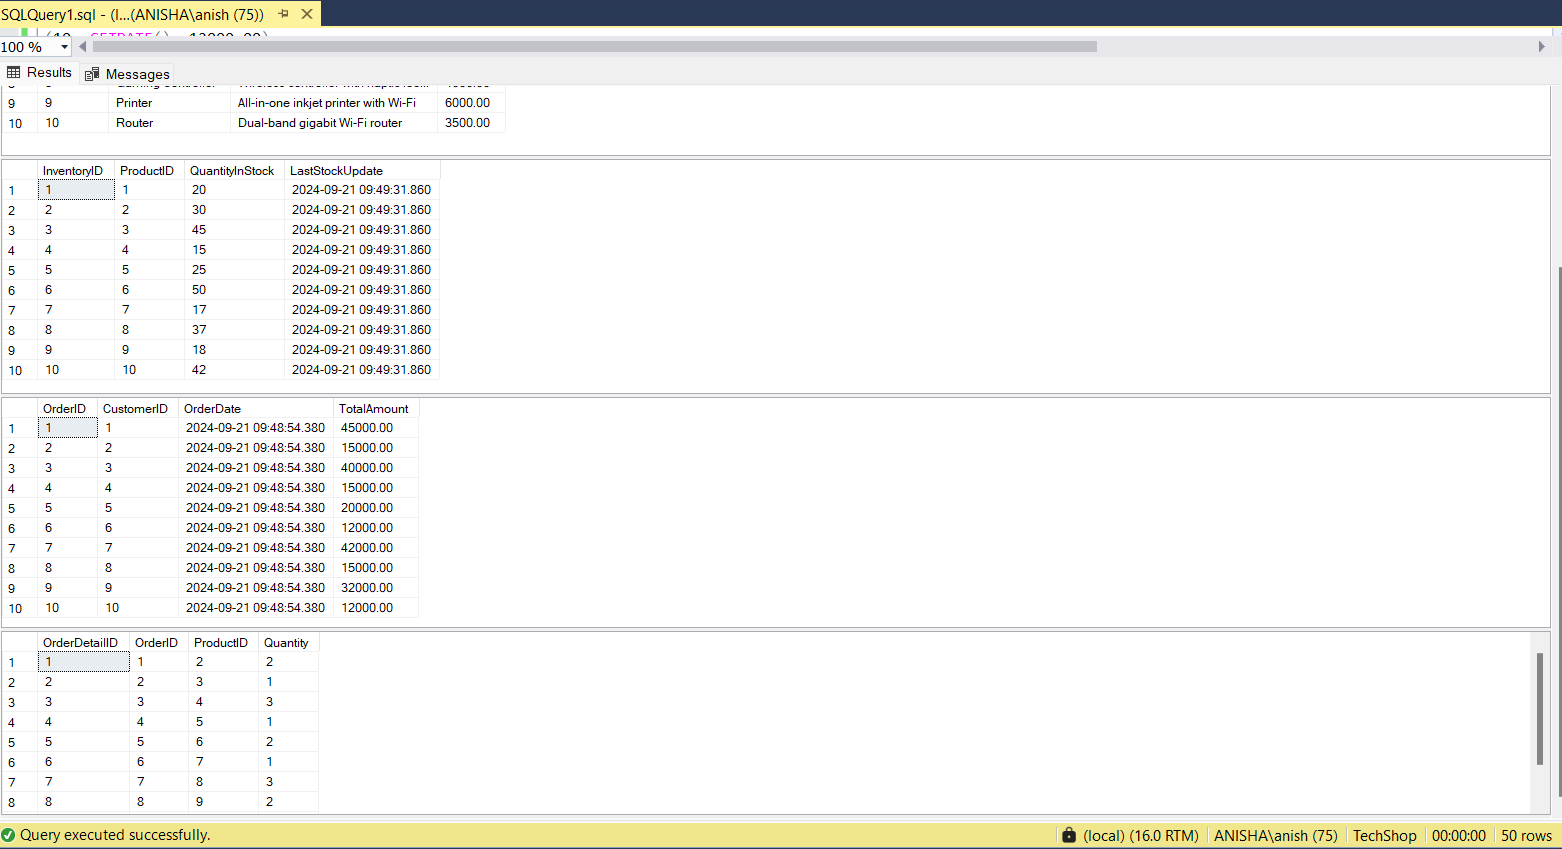 SQLQuery1.sql - (l...(ANISHA\anish (75))
(10, GETDATE(), 12000.00)
100 %
Results Messages
9 9 Printer All-in-one inkjet printer with Wi-Fi 6000.00
10 10 Router Dual-band gigabit Wi-Fi router 3500.00
InventoryID ProductID QuantityInStock LastStockUpdate
1 1 1 20 2024-09-21 09:49:31.860
2 2 2 30 2024-09-21 09:49:31.860
3 3 3 45 2024-09-21 09:49:31.860
4 4 4 15 2024-09-21 09:49:31.860
5 5 5 25 2024-09-21 09:49:31.860
6 6 6 50 2024-09-21 09:49:31.860
7 7 7 17 2024-09-21 09:49:31.860
8 8 8 37 2024-09-21 09:49:31.860
9 9 9 18 2024-09-21 09:49:31.860
10 10 10 42 2024-09-21 09:49:31.860
OrderID CustomerID OrderDate TotalAmount
1 1 1 2024-09-21 09:48:54.380 45000.00
2 2 2 2024-09-21 09:48:54.380 15000.00
3 3 3 2024-09-21 09:48:54.380 40000.00
4 4 4 2024-09-21 09:48:54.380 15000.00
5 5 5 2024-09-21 09:48:54.380 20000.00
6 6 6 2024-09-21 09:48:54.380 12000.00
7 7 7 2024-09-21 09:48:54.380 42000.00
8 8 8 2024-09-21 09:48:54.380 15000.00
9 9 9 2024-09-21 09:48:54.380 32000.00
10 10 10 2024-09-21 09:48:54.380 12000.00
OrderDetailID OrderID ProductID Quantity
1 1 1 2 2
2 2 2 3 1
3 3 3 4 3
4 4 4 5 1
5 5 5 6 2
6 6 6 7 1
7 7 7 8 3
8 8 8 9 2
Query executed successfully. (local) (16.0 RTM) ANISHA\anish (75) TechShop 00:00:00 50 rows